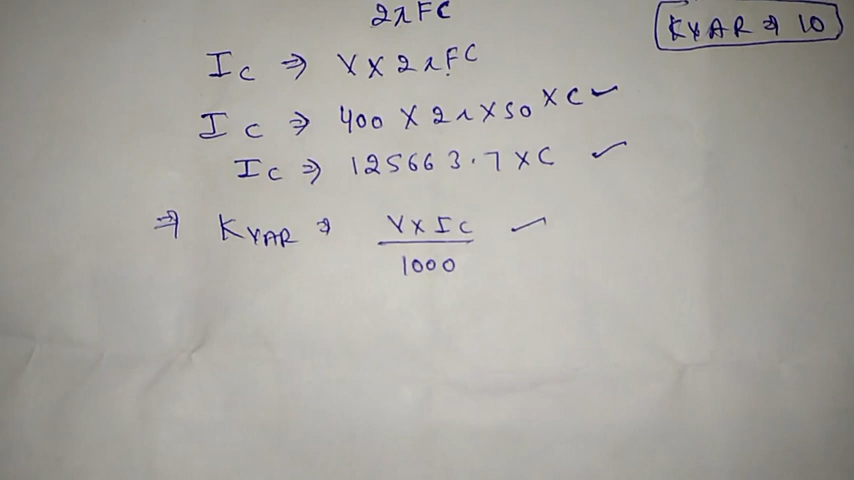 2πFC
KVAR ⇒ 10
IC ⇒ V X 2πFC
IC ⇒ 400 X 2π X 50 X C ✓
IC ⇒ 125663.7 X C ✓
⇒ KVAR ⇒ V X IC ✓
1000